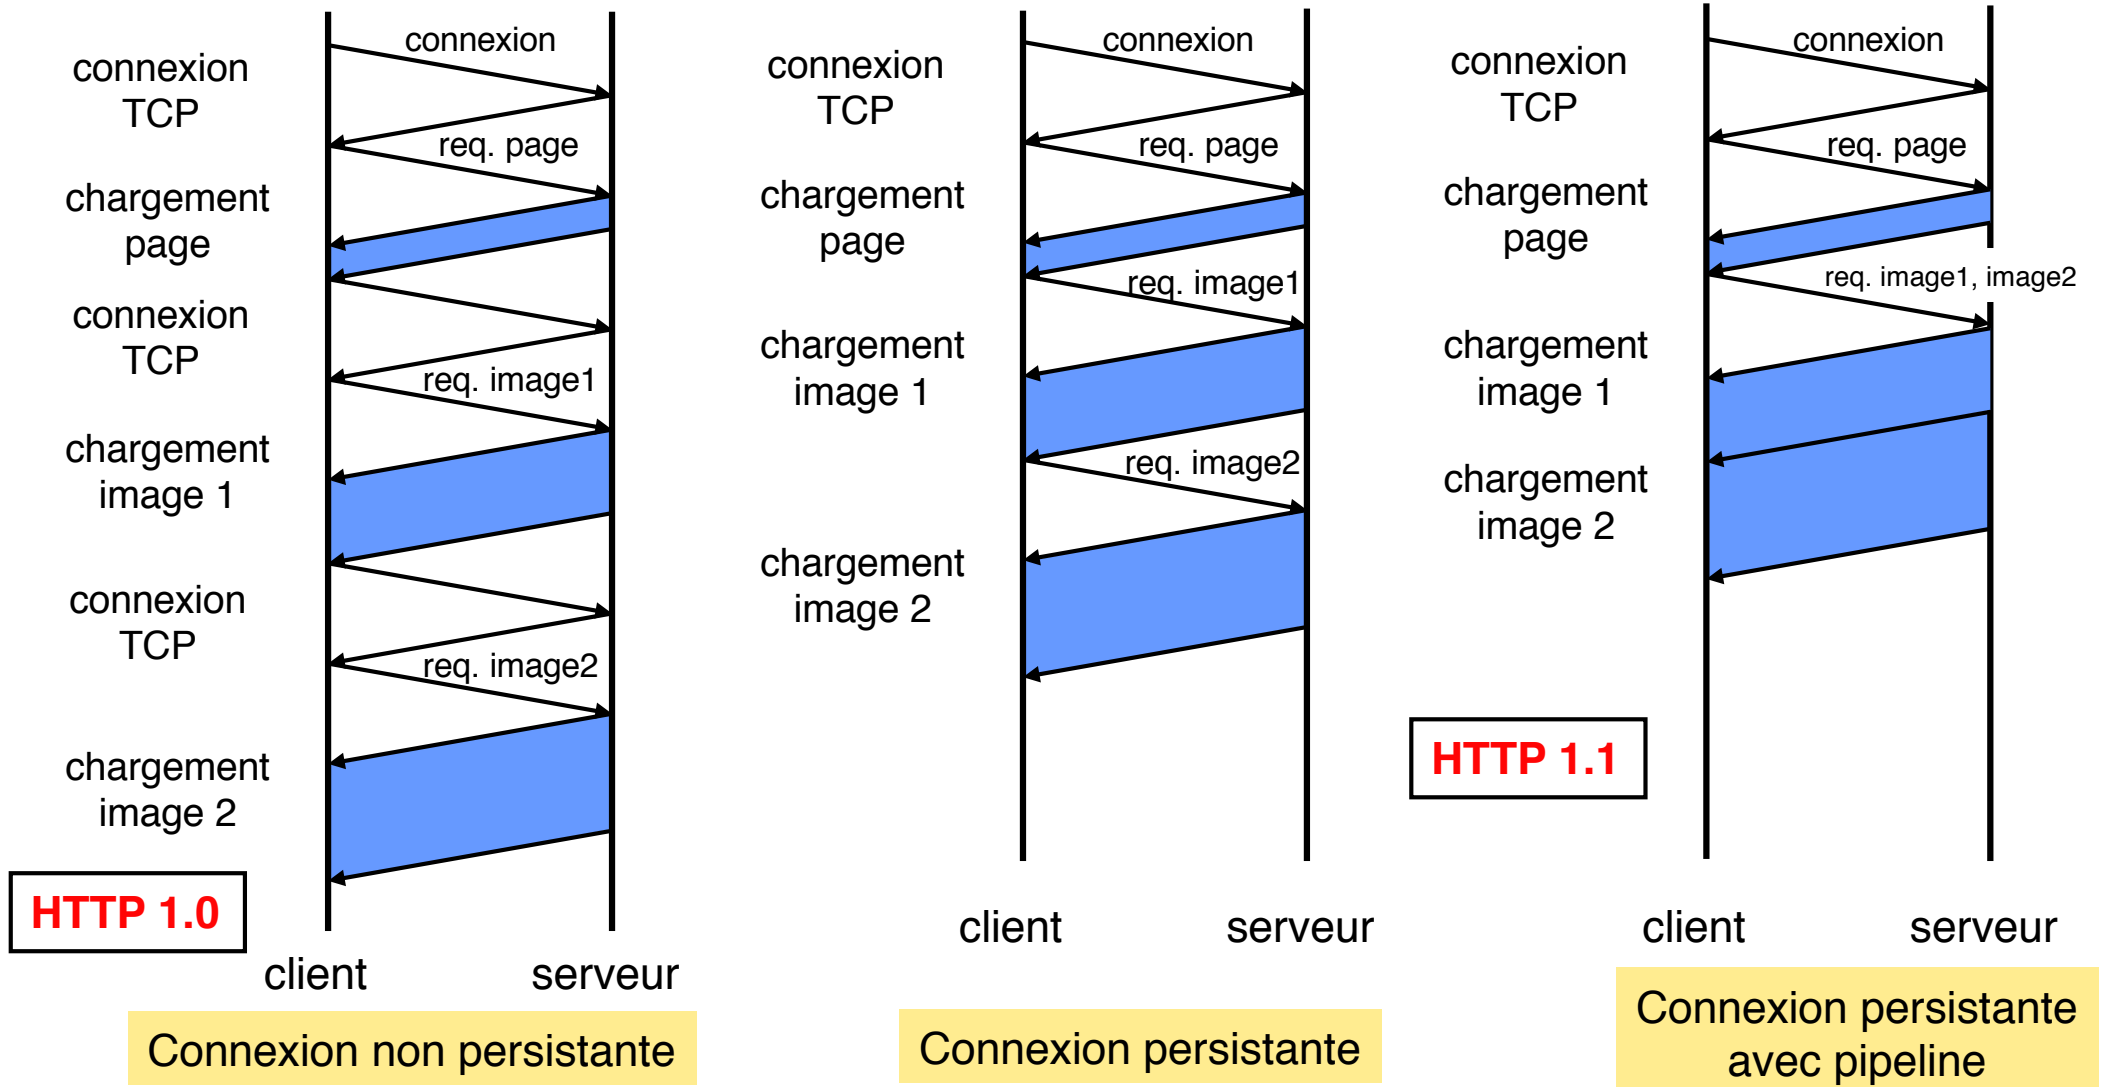 connexion
connexion
TCP
req. page
chargement
page
connexion
TCP
req. image1
chargement
image 1
connexion
TCP
req. image2
chargement
image 2
HTTP 1.0
client
serveur
Connexion non persistante
connexion
connexion
TCP
req. page
chargement
page
req. image1
chargement
image 1
req. image2
chargement
image 2
client
serveur
Connexion persistante
connexion
connexion
TCP
req. page
chargement
page
req. image1, image2
chargement
image 1
chargement
image 2
HTTP 1.1
client
serveur
Connexion persistante
avec pipeline